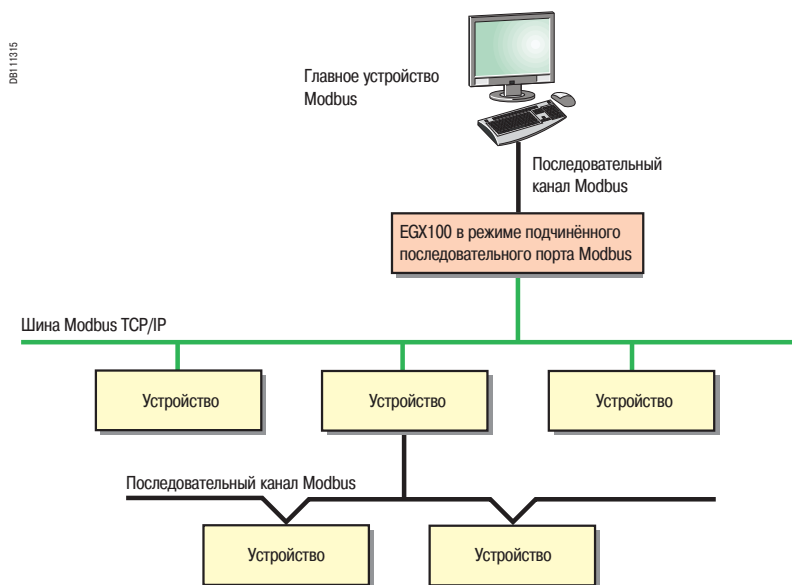 DB111315
Главное устройство
Modbus
Последовательный
канал Modbus
EGX100 в режиме подчинённого
последовательного порта Modbus
Шина Modbus TCP/IP
Устройство
Устройство
Устройство
Последовательный канал Modbus
Устройство
Устройство